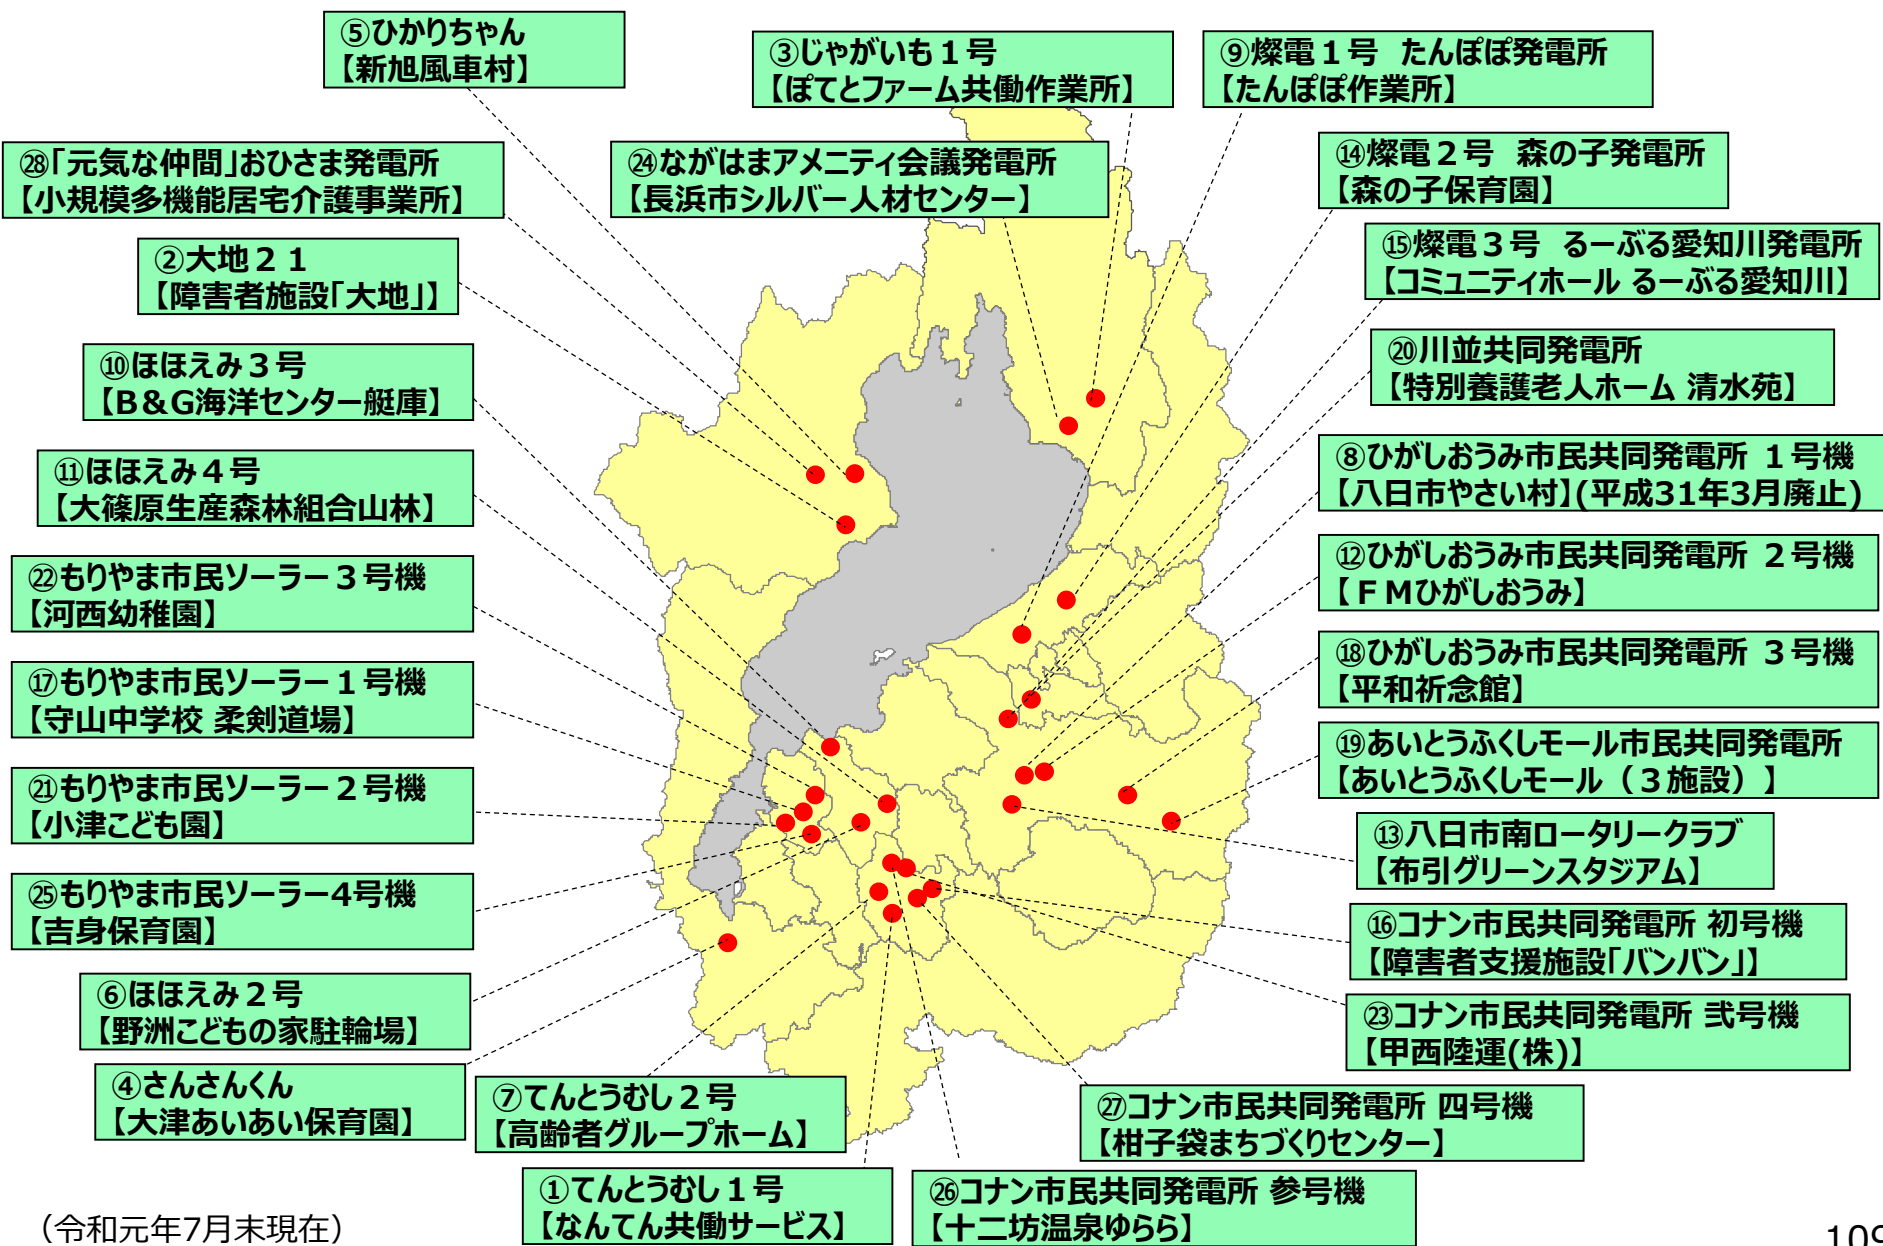 ⑤ひかりちゃん
【新旭風車村】
③じゃがいも１号
【ぽてとファーム共働作業所】
⑨燦電１号 たんぽぽ発電所
【たんぽぽ作業所】
㉘「元気な仲間」おひさま発電所
【小規模多機能居宅介護事業所】
㉔ながはまアメニティ会議発電所
【長浜市シルバー人材センター】
⑭燦電２号 森の子発電所
【森の子保育園】
②大地２１
【障害者施設「大地」】
⑮燦電３号 るーぶる愛知川発電所
【コミュニティホール るーぶる愛知川】
⑩ほほえみ３号
【B&G海洋センター艇庫】
⑳川並共同発電所
【特別養護老人ホーム 清水苑】
⑪ほほえみ４号
【大篠原生産森林組合山林】
⑧ひがしおうみ市民共同発電所 １号機
【八日市やさい村】(平成31年3月廃止)
㉒もりやま市民ソーラー３号機
【河西幼稚園】
⑫ひがしおうみ市民共同発電所 ２号機
【ＦＭひがしおうみ】
⑰もりやま市民ソーラー１号機
【守山中学校 柔剣道場】
⑱ひがしおうみ市民共同発電所 ３号機
【平和祈念館】
㉑もりやま市民ソーラー２号機
【小津こども園】
⑲あいとうふくしモール市民共同発電所
【あいとうふくしモール（３施設）】
㉕もりやま市民ソーラー4号機
【吉身保育園】
⑬八日市南ロータリークラブ
【布引グリーンスタジアム】
⑥ほほえみ２号
【野洲こどもの家駐輪場】
⑯コナン市民共同発電所 初号機
【障害者支援施設「バンバン」】
④さんさんくん
【大津あいあい保育園】
㉓コナン市民共同発電所 弐号機
【甲西陸運(株)】
⑦てんとうむし２号
【高齢者グループホーム】
㉗コナン市民共同発電所 四号機
【柑子袋まちづくりセンター】
①てんとうむし１号
【なんてん共働サービス】
㉖コナン市民共同発電所 参号機
【十二坊温泉ゆらら】
（令和元年7月末現在）
109